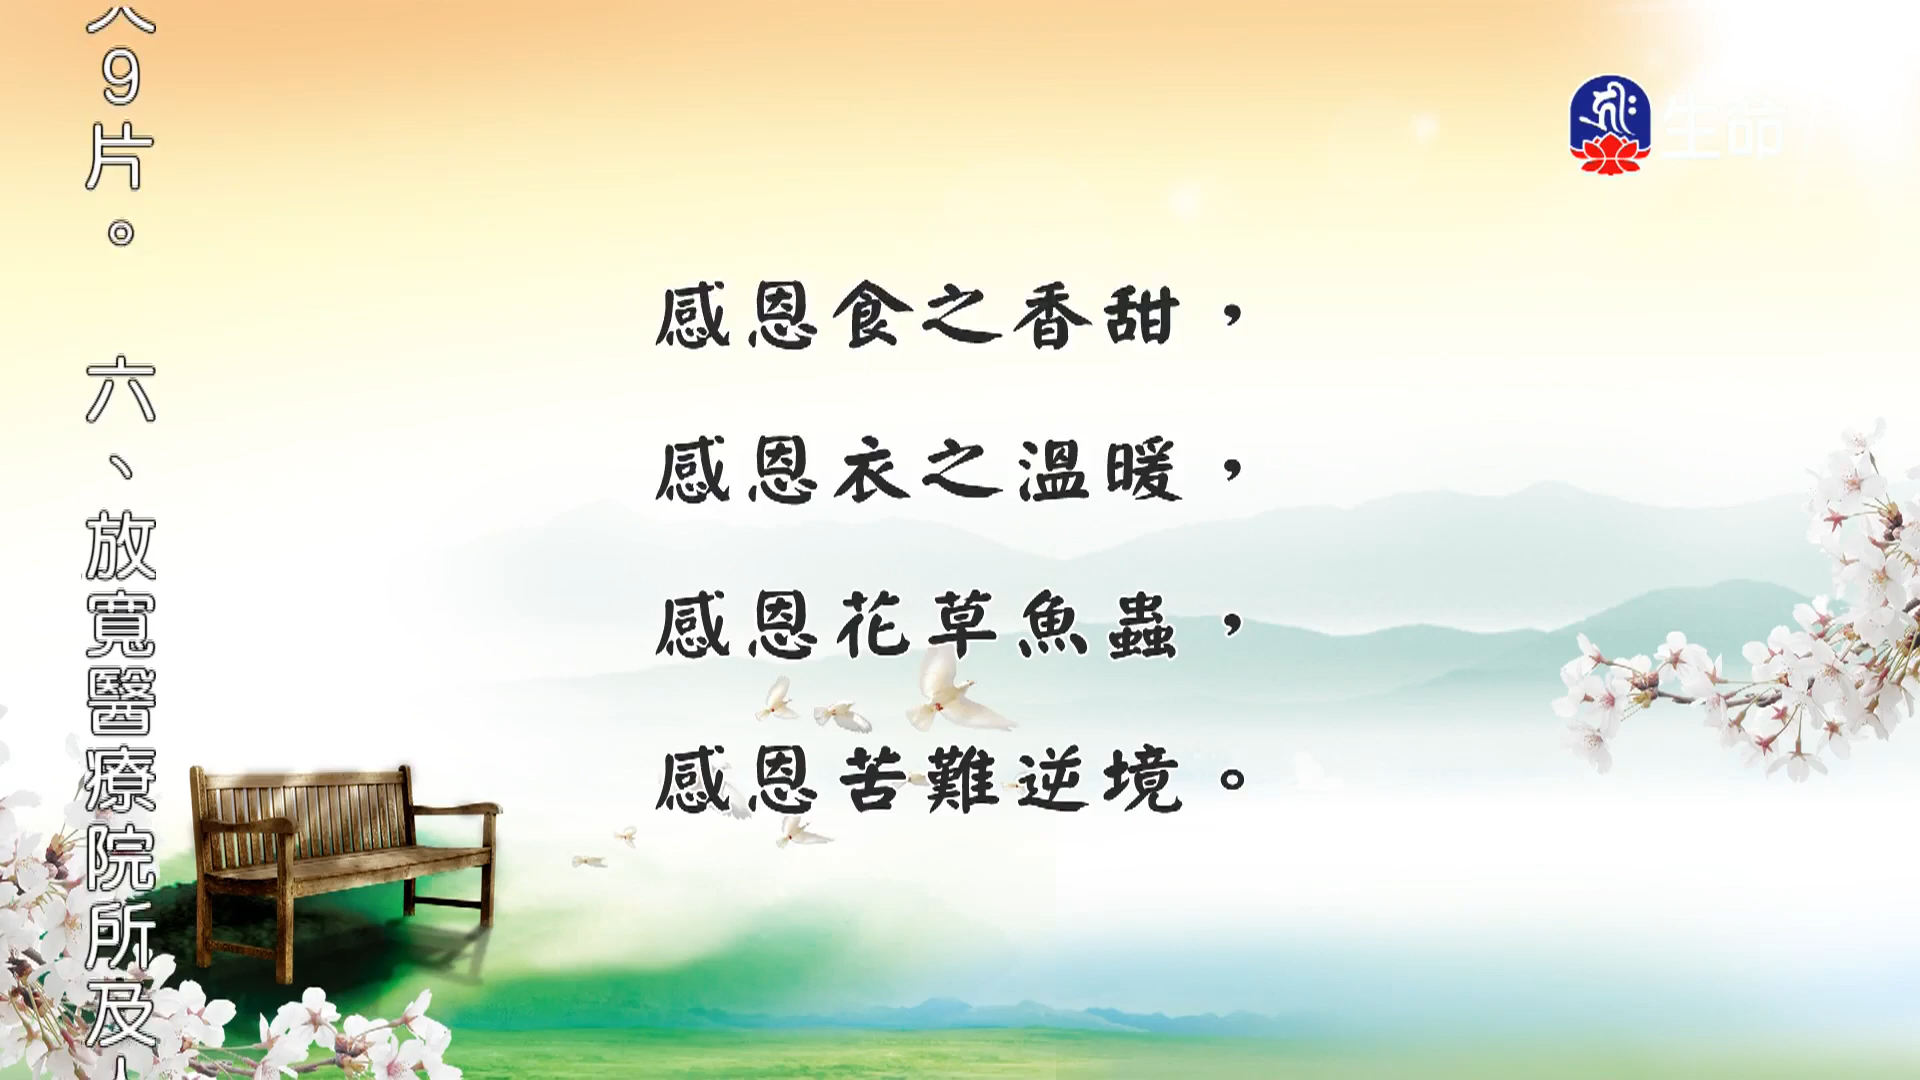 感恩食之香甜，
感恩衣之溫暖，
感恩花草魚蟲，
感恩苦難逆境。
9片。 六、放寬醫療院所及
生命